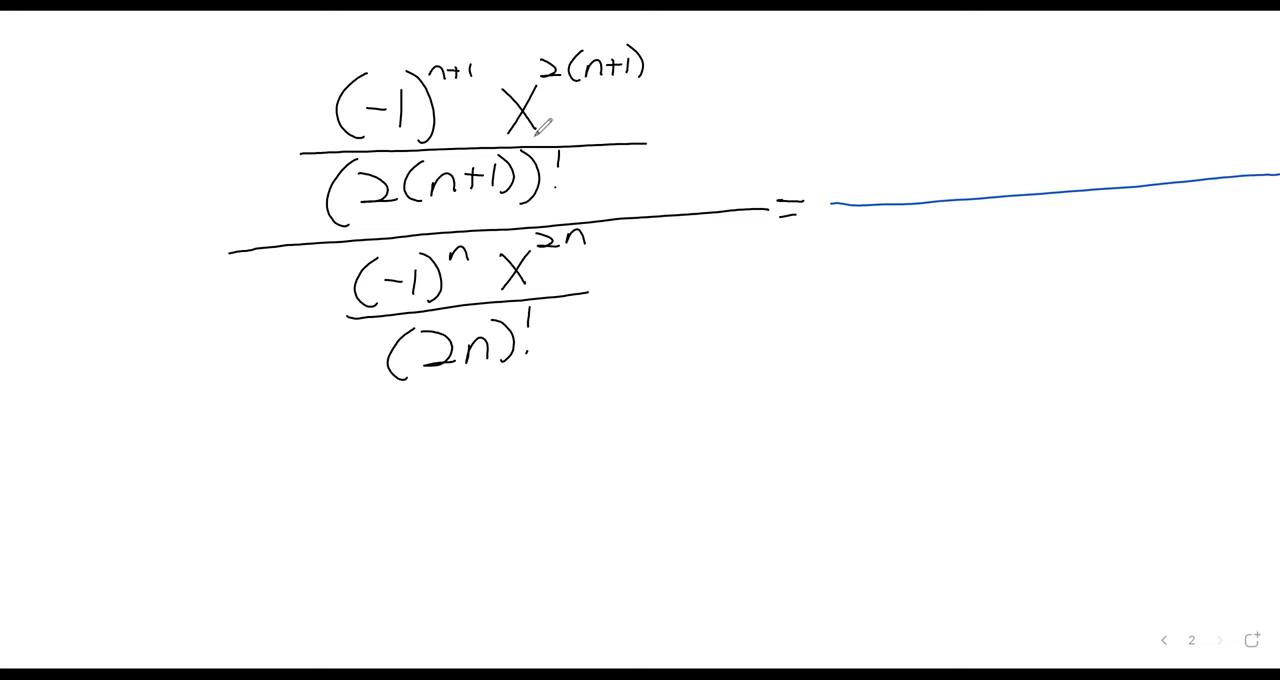 (-1)^{n+1} x^{2(n+1)}
(2(n+1))!
=
(-1)^n x^{2n}
(2n)!
2